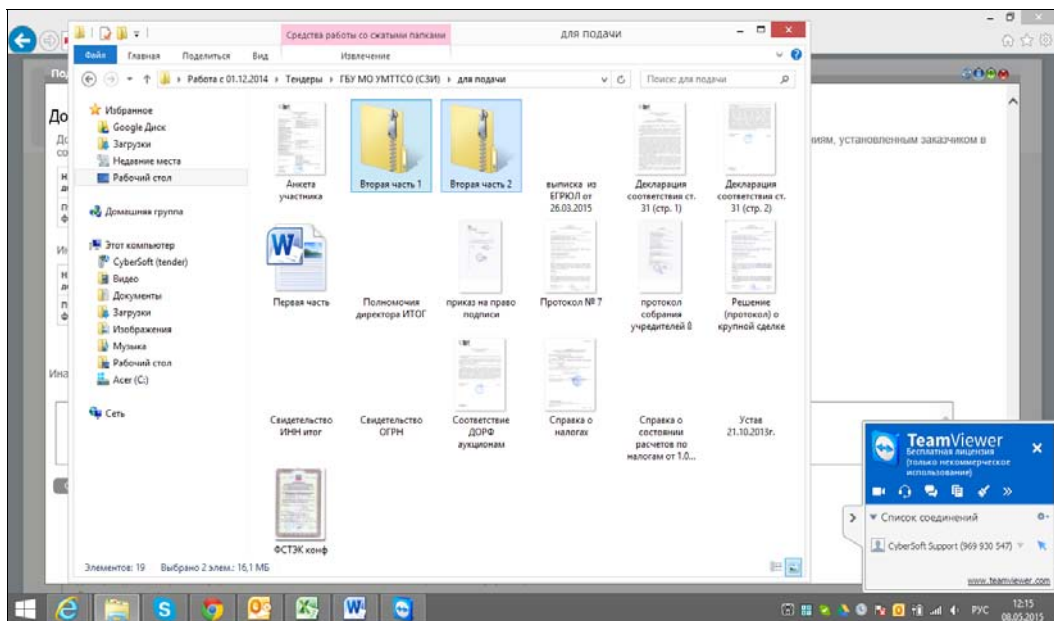 Средства работы со сжатыми папками
для подачи
Файл Главная Поделиться Вид Извлечение
Работа с 01.12.2014 Тендеры ГБУ МО УМТТСО (СЗИ) для подачи
Поиск: для подачи
Избранное
Google Диск
Загрузки
Недавние места
Рабочий стол
Домашняя группа
Этот компьютер
CyberSoft (tender)
Видео
Документы
Загрузки
Изображения
Музыка
Рабочий стол
Acer (C:)
Сеть
Анкета
участника
Вторая часть 1
Вторая часть 2
выписка из
ЕГРЮЛ от
26.03.2015
Декларация
соответствия ст.
31 (стр. 1)
Декларация
соответствия ст.
31 (стр. 2)
Первая часть
Полномочия
директора ИТОГ
приказ на право
подписи
Протокол № 7
протокол
собрания
учредителей 8
Решение
(протокол) о
крупной сделке
Свидетельство
ИНН итог
Свидетельство
ОГРН
Соответствие
ДОРФ
аукционам
Справка о
налогах
Справка о
состоянии
расчетов по
налогам от 1.0...
Устав
21.10.2013г.
ФСТЭК конф
Элементов: 19 Выбрано 2 элем.: 16,1 МБ
иям, установленным заказчиком в
TeamViewer
Бесплатная лицензия
(только некоммерческое
использование)
Список соединений
CyberSoft Support (969 930 547)
www.teamviewer.com
РУС
12:15
08.05.2015